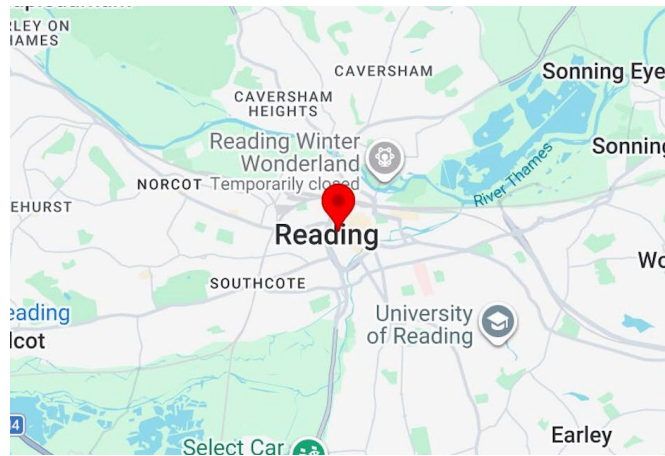 RLEY ON
HAMES
CAVERSHAM
Sonning Eye
CAVERSHAM
HEIGHTS
Reading Winter
Wonderland
Temporarily closed
Sonning
NORCOT
River Thames
EHURST
Reading
Wo
SOUTHCOTE
eading
lcot
University
of Reading
4
Earley
Select Car